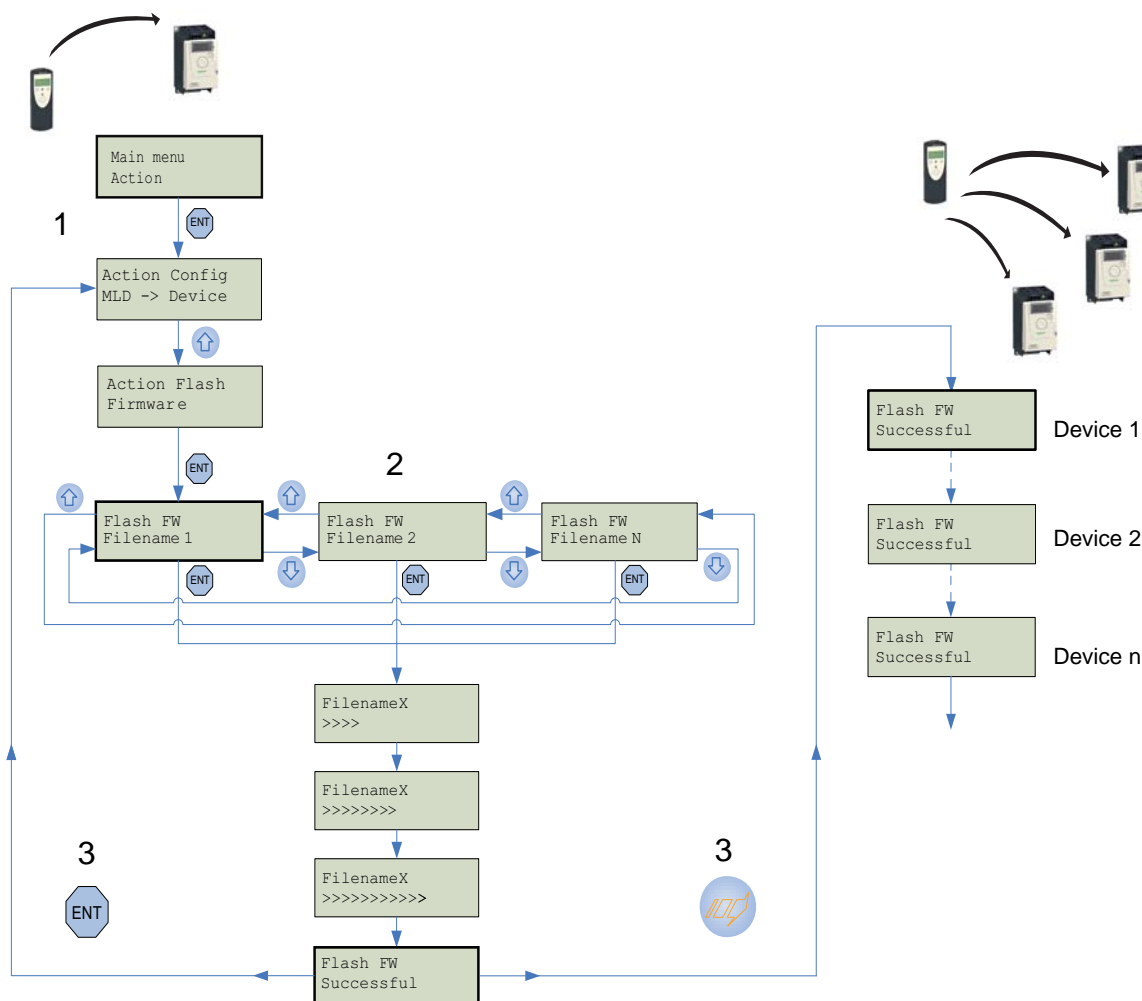 Main menu
Action
ENT
1
Action Config
MLD -> Device
Action Flash
Firmware
ENT
2
Flash FW
Filename 1
Flash FW
Filename 2
Flash FW
Filename N
ENT
ENT
ENT
FilenameX
>>>>
FilenameX
>>>>>>>>
FilenameX
>>>>>>>>>>>
Flash FW
Successful
3
ENT
3
Flash FW
Successful
Device 1
Flash FW
Successful
Device 2
Flash FW
Successful
Device n